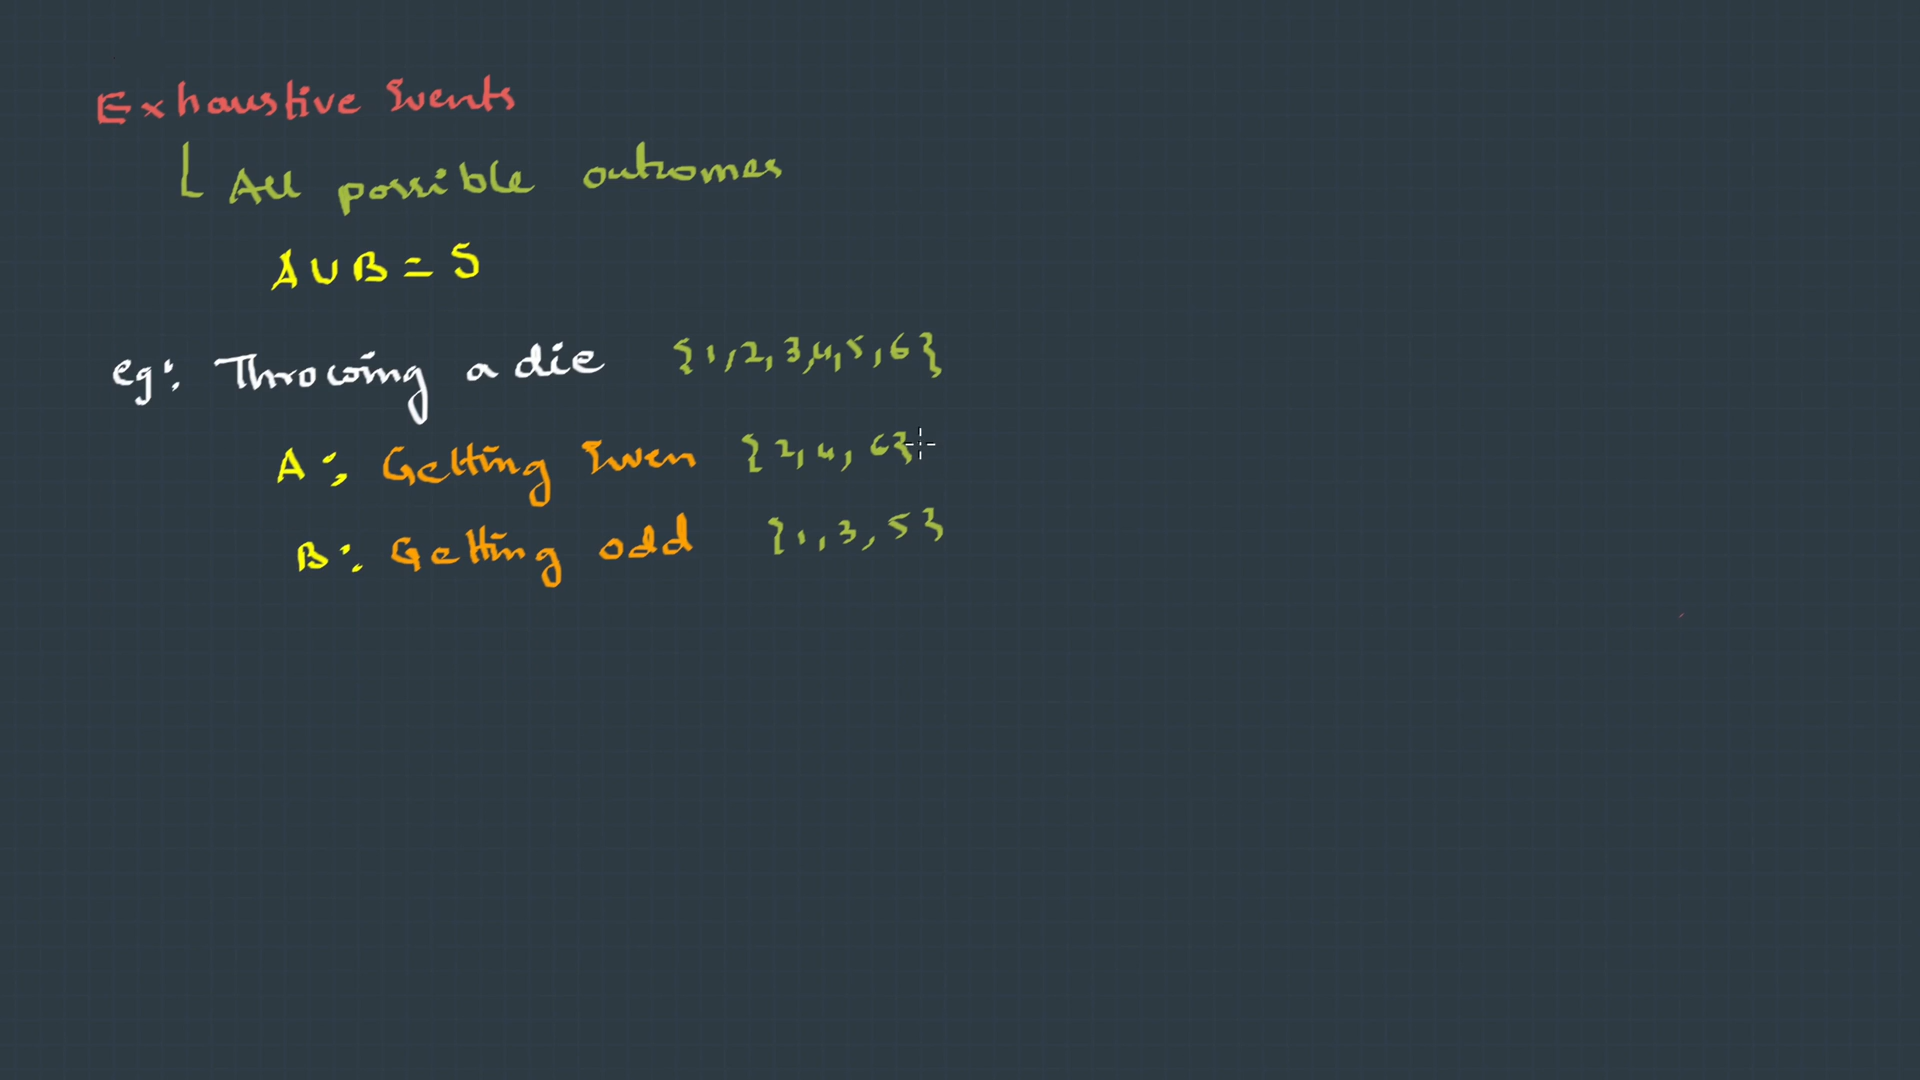 Exhaustive Events
All possible outcomes
A∪B = S
eg: Throwing a die {1,2,3,4,5,6}
A: Getting Even {2,4,6}
B: Getting odd {1,3,5}